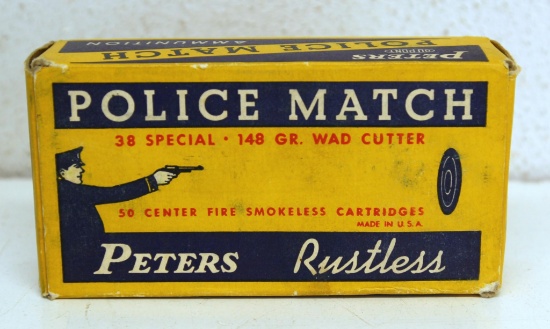 PETERS
DUPONT
POLICE MATCH
AMMUNITION
POLICE MATCH
38 SPECIAL · 148 GR. WAD CUTTER
50 CENTER FIRE SMOKELESS CARTRIDGES
MADE IN U.S.A.
PETERS Rustless